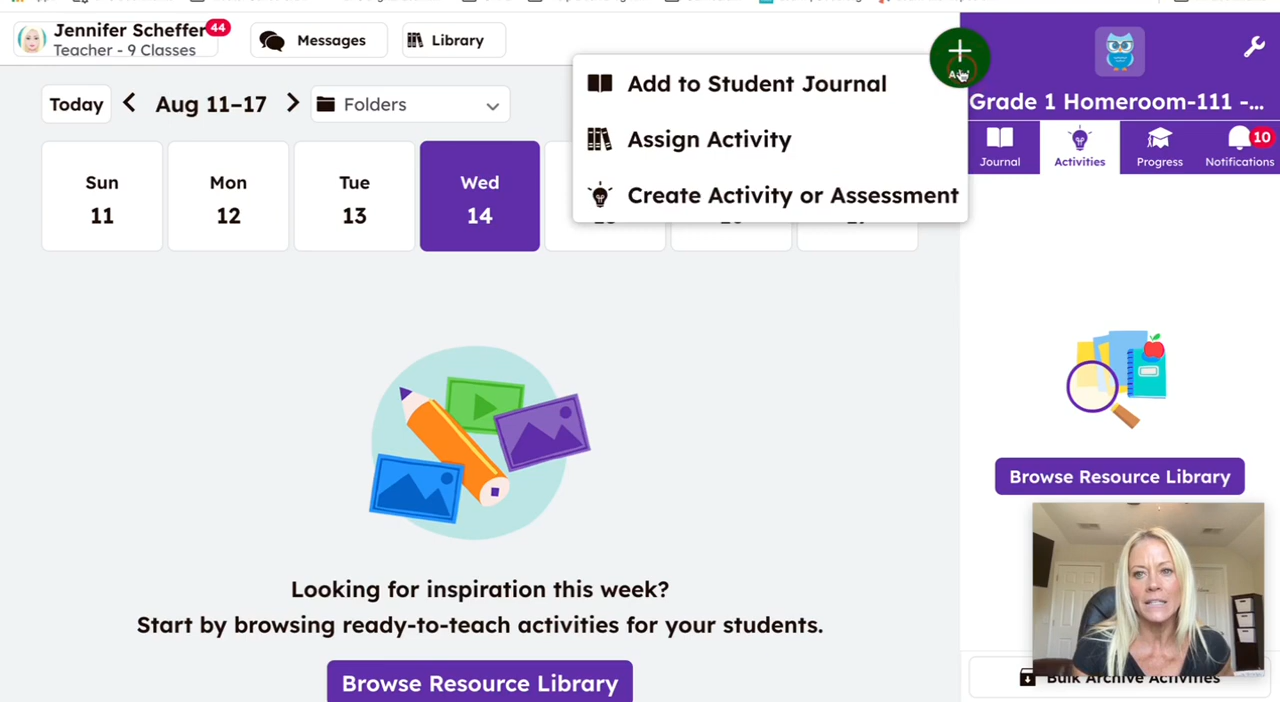 Jennifer Scheffer 44
Teacher - 9 Classes
Messages
Library
Add to Student Journal
Assign Activity
Create Activity or Assessment
Grade 1 Homeroom-111 -...
Journal
Activities
Progress
Notifications
10
Today
Aug 11–17
Folders
Sun
11
Mon
12
Tue
13
Wed
14
Browse Resource Library
Looking for inspiration this week?
Start by browsing ready-to-teach activities for your students.
Browse Resource Library
Bulk Archive Activities